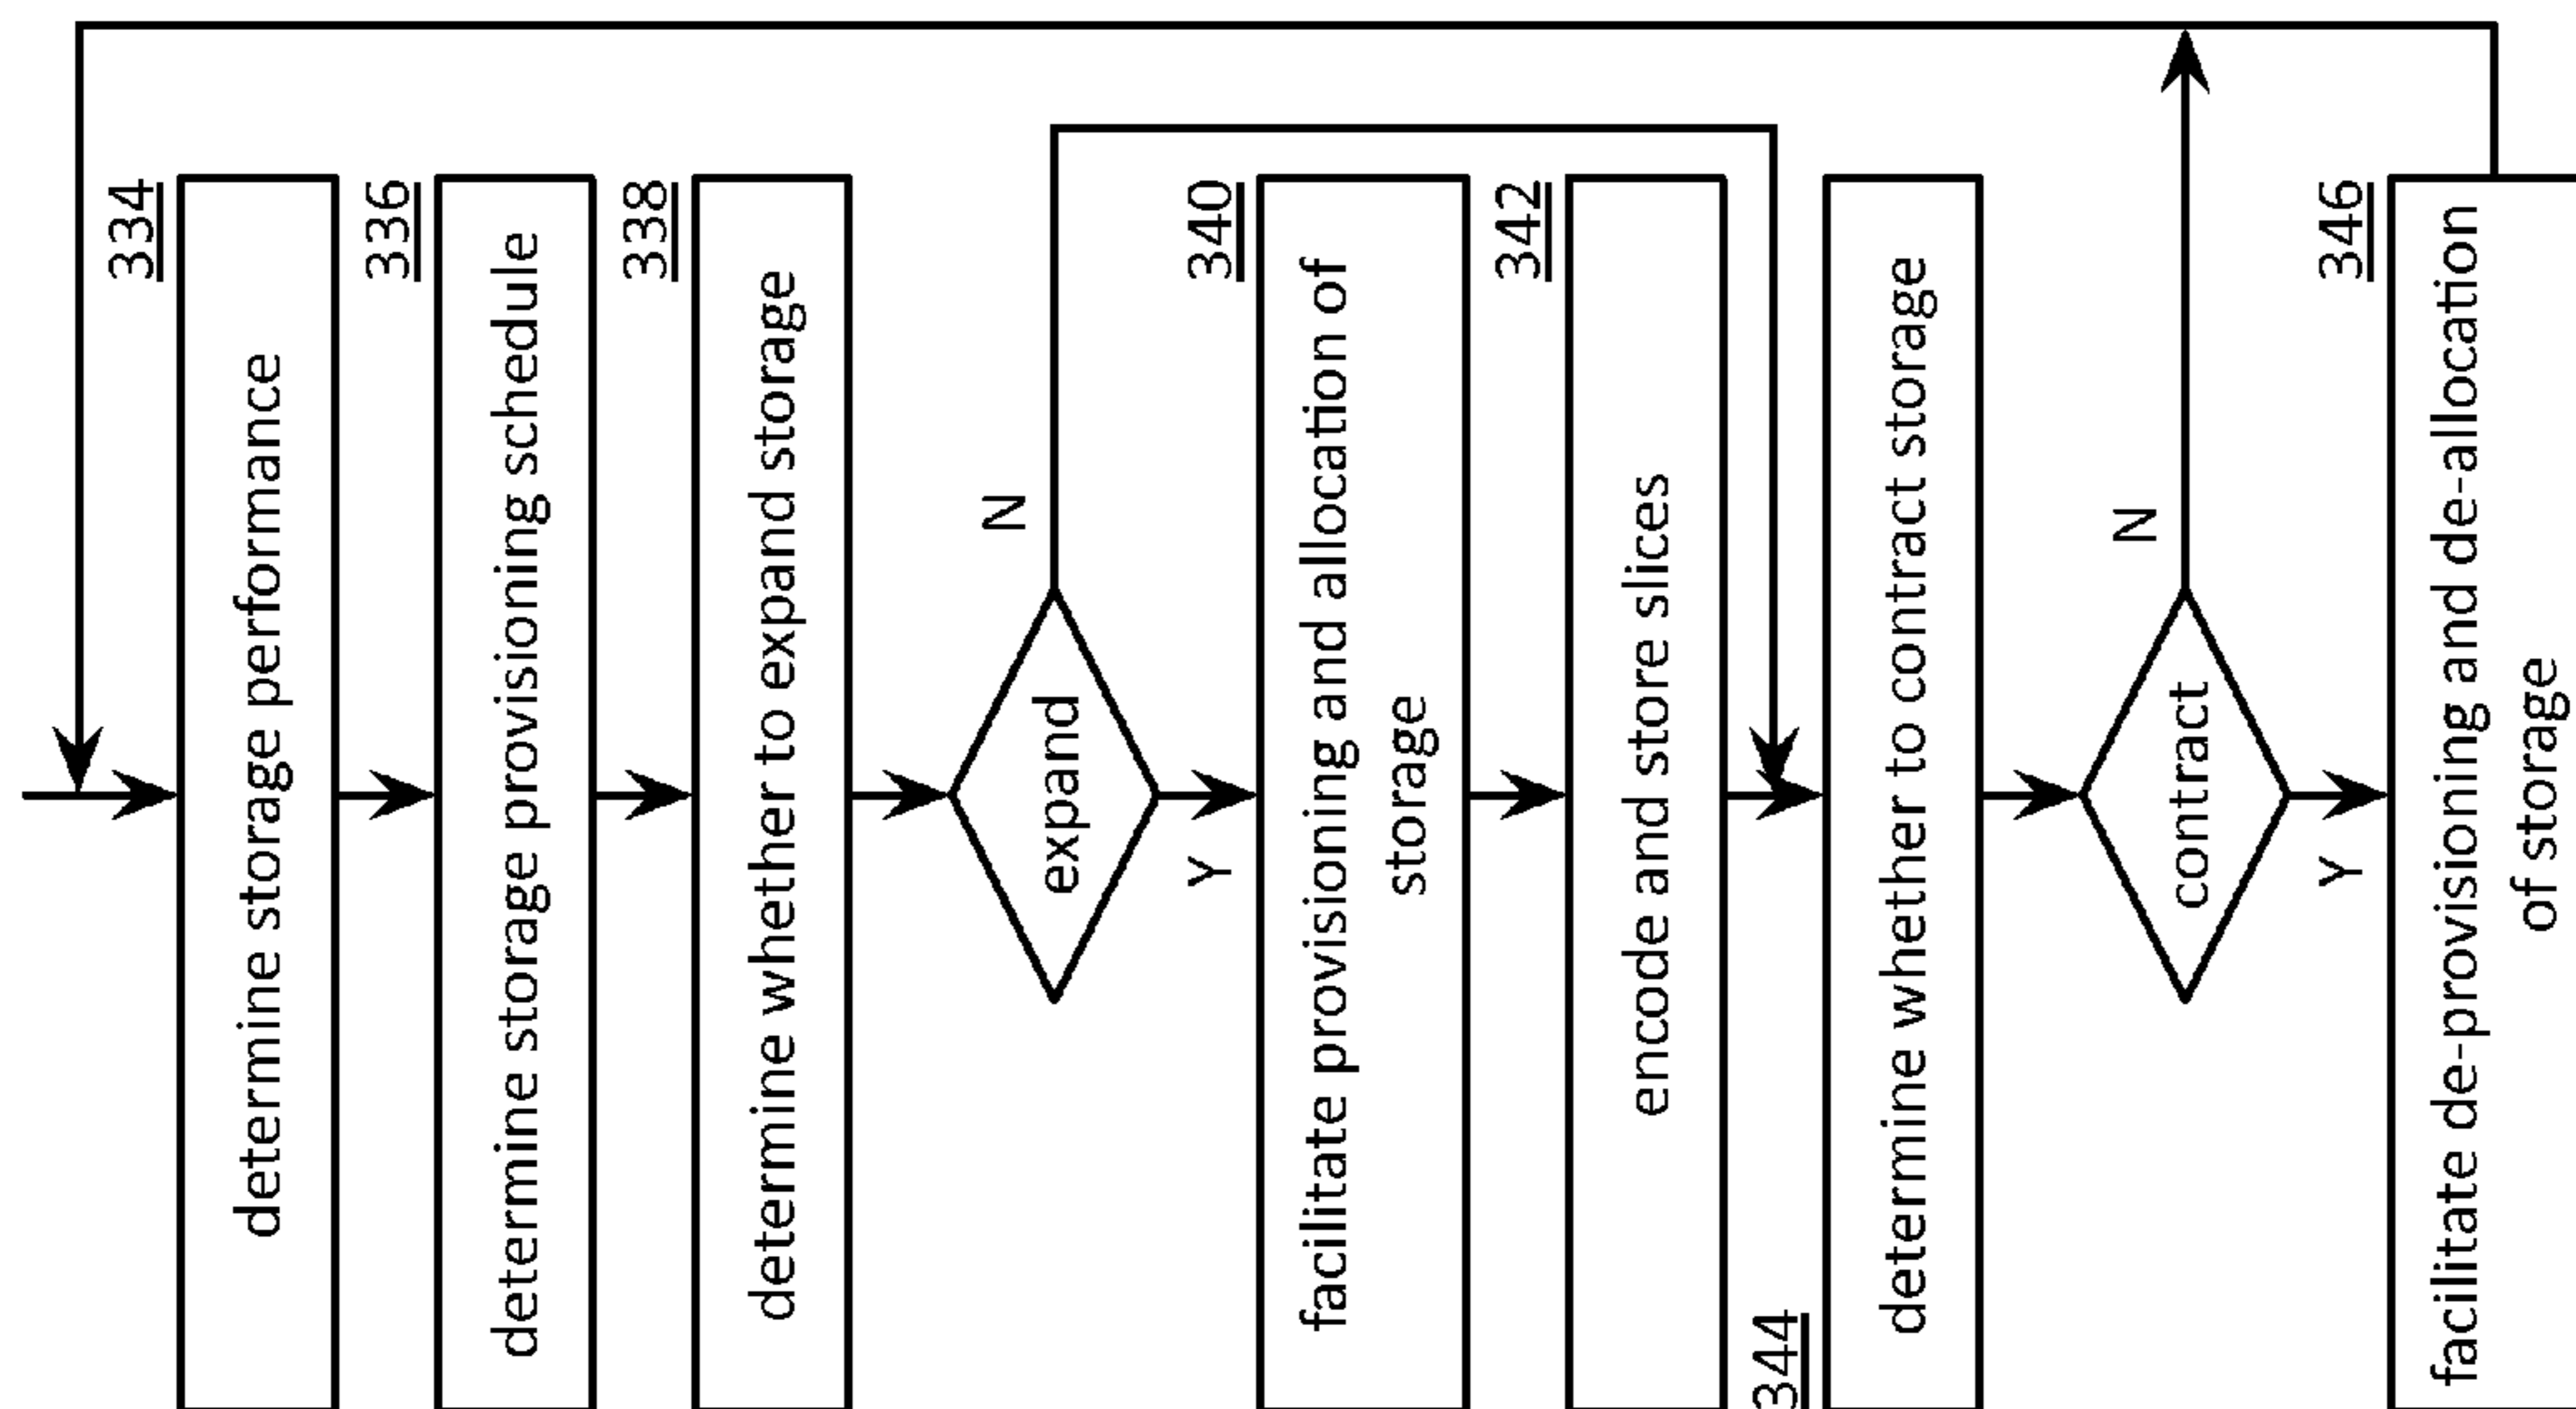 334
determine storage performance
336
determine storage provisioning schedule
338
determine whether to expand storage
expand
N
Y
340
facilitate provisioning and allocation of
storage
342
encode and store slices
344
determine whether to contract storage
contract
N
Y
346
facilitate de-provisioning and de-allocation
of storage